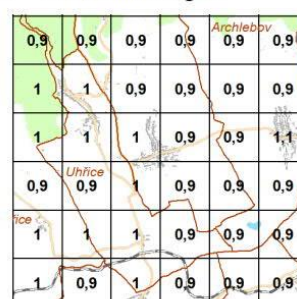 Archlebov
0,9 0,9 0,9 0,9 0,9 0,9
1 1 0,9 0,9 0,9 0,9
1 1 1 0,9 0,9 1,1
0,9 0,9 1 0,9 0,9 0,9
Uhřice
řice
1 1 1 0,9 0,9 0,9
1 0,9 1 0,9 0,9 0,9